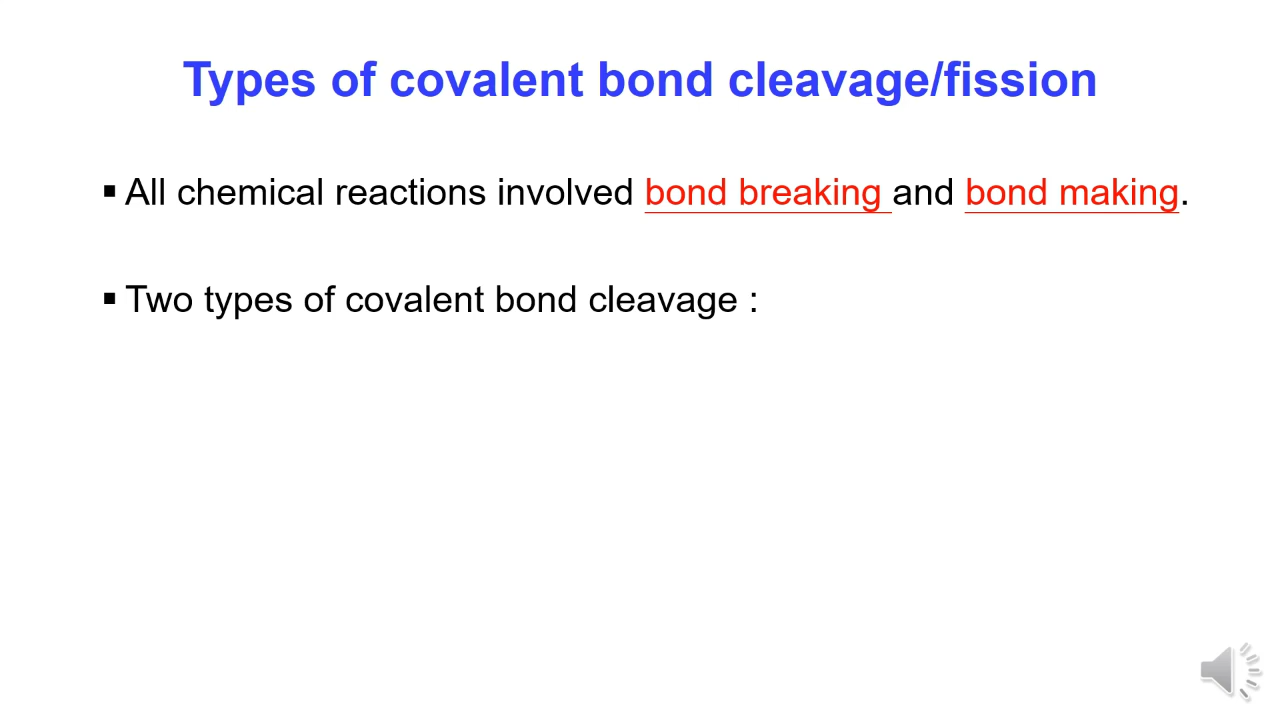 Types of covalent bond cleavage/fission
▪ All chemical reactions involved bond breaking and bond making.
▪ Two types of covalent bond cleavage :